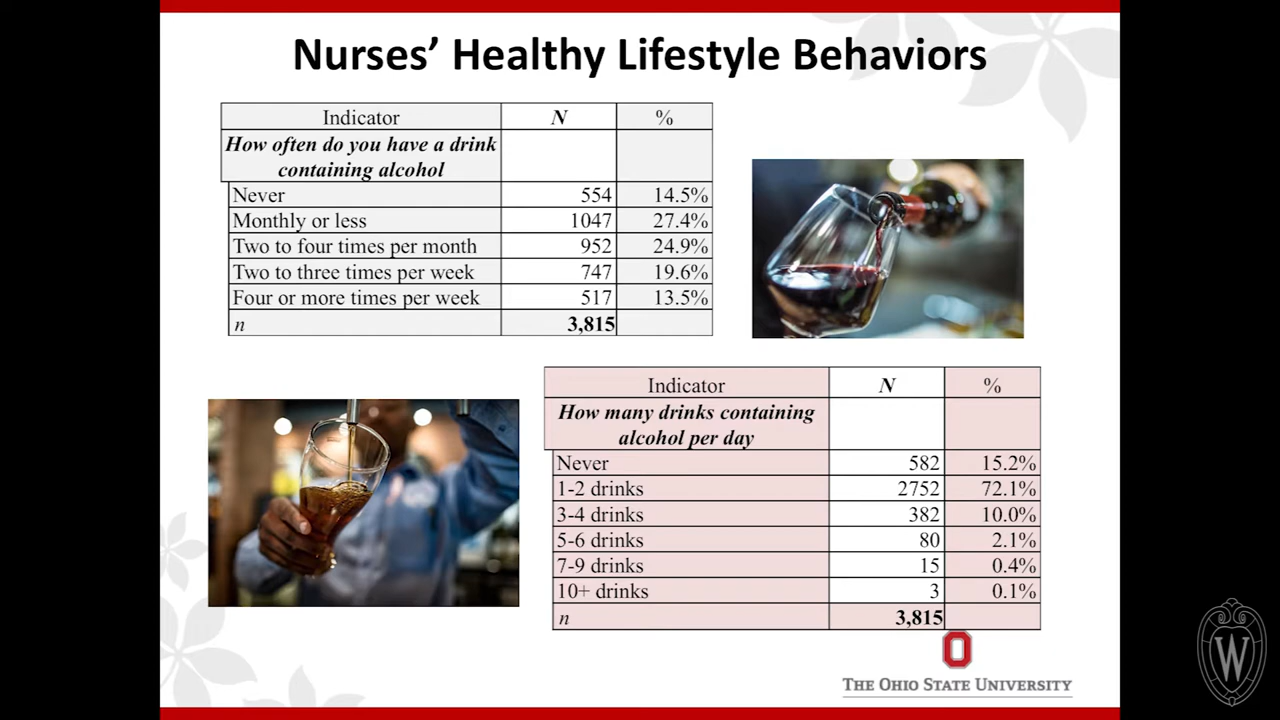 Nurses’ Healthy Lifestyle Behaviors
Indicator N %
How often do you have a drink
containing alcohol
Never 554 14.5%
Monthly or less 1047 27.4%
Two to four times per month 952 24.9%
Two to three times per week 747 19.6%
Four or more times per week 517 13.5%
n 3,815
Indicator N %
How many drinks containing
alcohol per day
Never 582 15.2%
1-2 drinks 2752 72.1%
3-4 drinks 382 10.0%
5-6 drinks 80 2.1%
7-9 drinks 15 0.4%
10+ drinks 3 0.1%
n 3,815
O
THE OHIO STATE UNIVERSITY
W